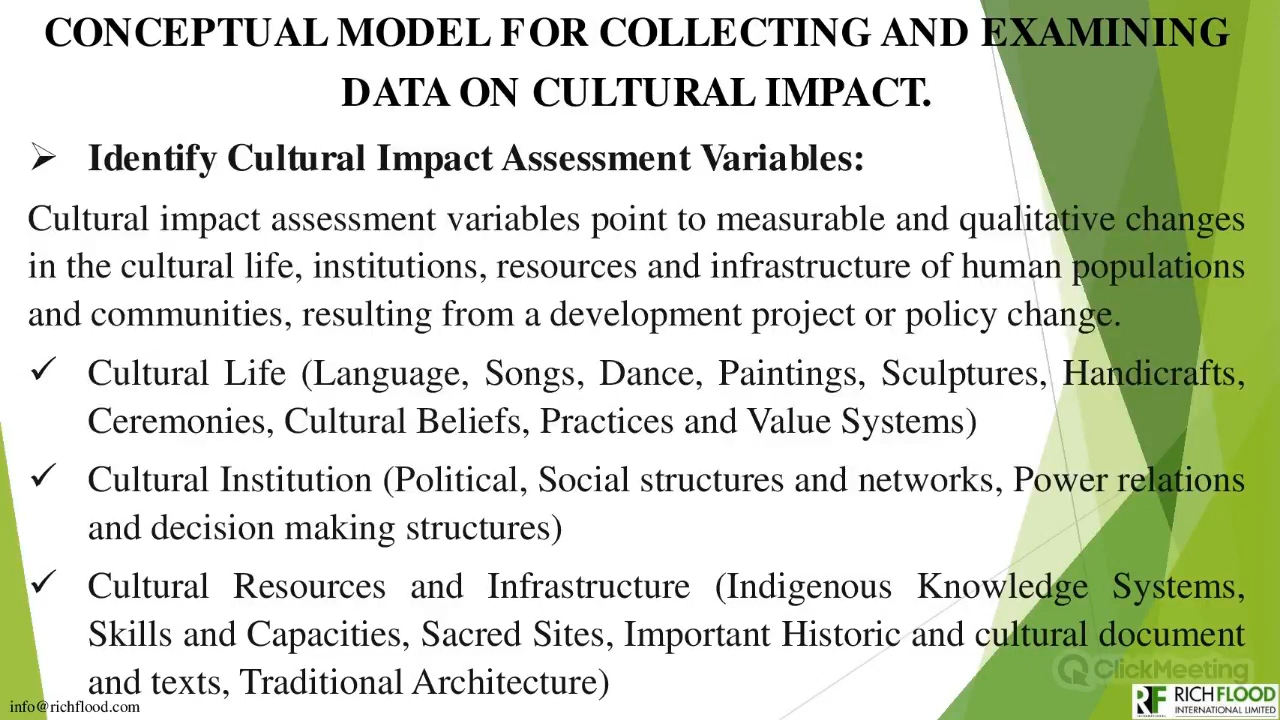 CONCEPTUAL MODEL FOR COLLECTING AND EXAMINING
DATA ON CULTURAL IMPACT.
➢ Identify Cultural Impact Assessment Variables:
Cultural impact assessment variables point to measurable and qualitative changes
in the cultural life, institutions, resources and infrastructure of human populations
and communities, resulting from a development project or policy change.
✓ Cultural Life (Language, Songs, Dance, Paintings, Sculptures, Handicrafts,
Ceremonies, Cultural Beliefs, Practices and Value Systems)
✓ Cultural Institution (Political, Social structures and networks, Power relations
and decision making structures)
✓ Cultural Resources and Infrastructure (Indigenous Knowledge Systems,
Skills and Capacities, Sacred Sites, Important Historic and cultural document
and texts, Traditional Architecture)
ClickMeeting
info@richflood.com
RF
RICHFLOOD
INTERNATIONAL LIMITED